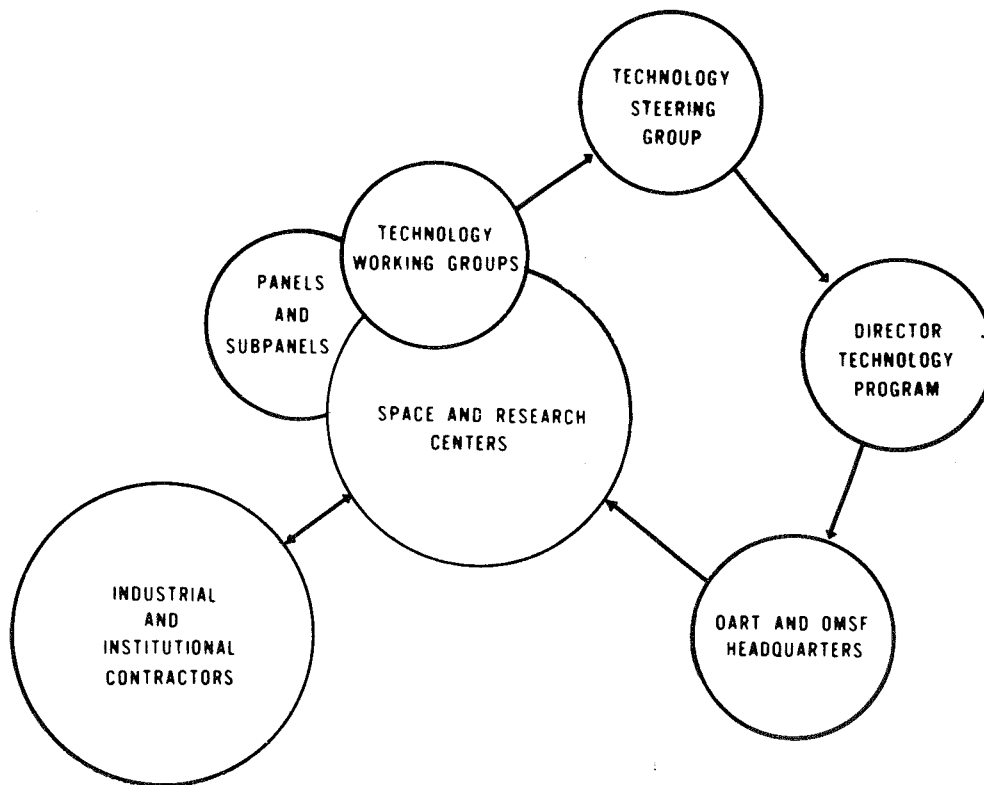 TECHNOLOGY
STEERING
GROUP
TECHNOLOGY
WORKING GROUPS
PANELS
AND
SUBPANELS
DIRECTOR
TECHNOLOGY
PROGRAM
SPACE AND RESEARCH
CENTERS
INDUSTRIAL
AND
INSTITUTIONAL
CONTRACTORS
OART AND OMSF
HEADQUARTERS